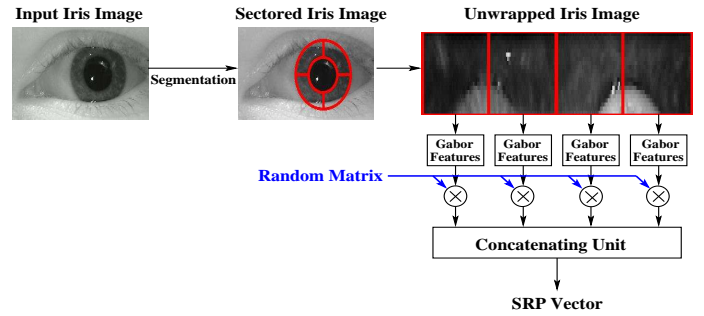 Input Iris Image
Sectored Iris Image
Unwrapped Iris Image
Segmentation
Gabor
Features
Gabor
Features
Gabor
Features
Gabor
Features
Random Matrix
Concatenating Unit
SRP Vector